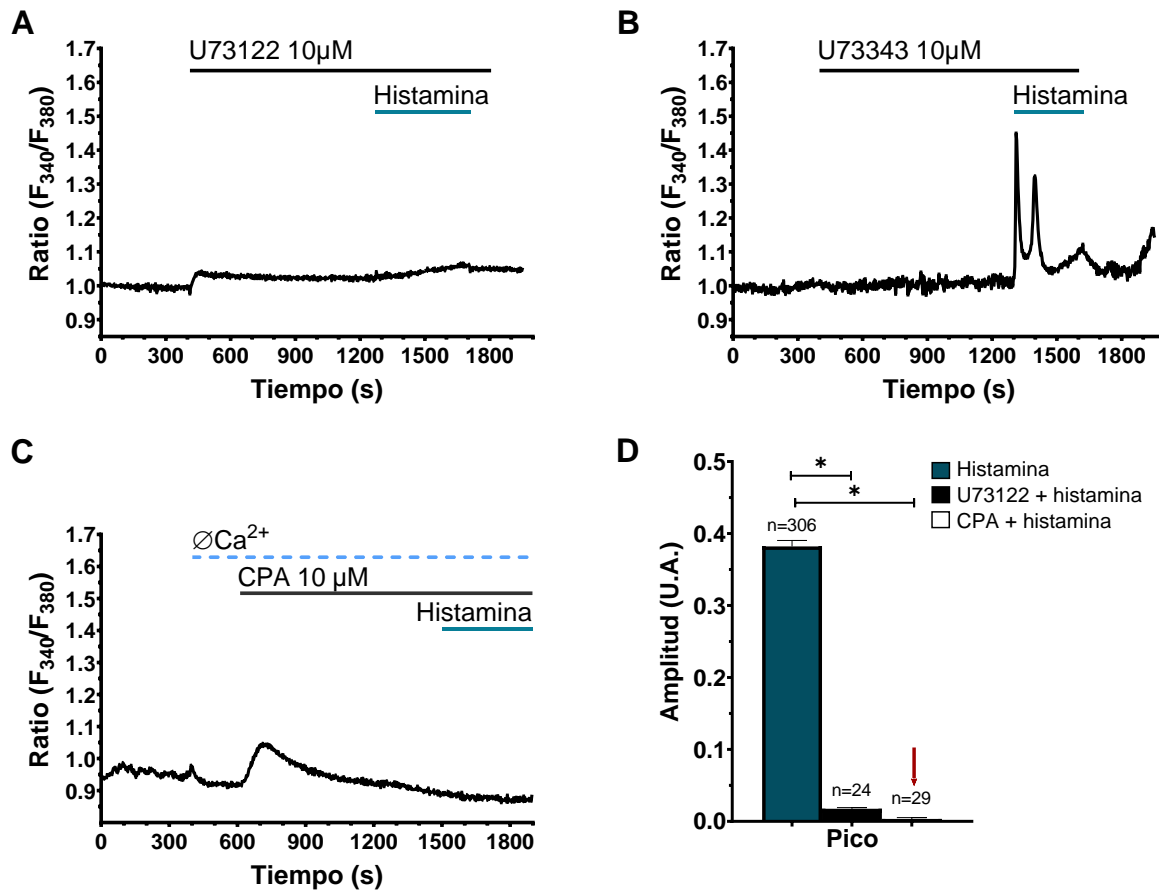 A
U73122 10µM
Histamina
Ratio (F340/F380)
1.7
1.6
1.5
1.4
1.3
1.2
1.1
1.0
0.9
0 300 600 900 1200 1500 1800
Tiempo (s)
B
U73343 10µM
Histamina
Ratio (F340/F380)
1.7
1.6
1.5
1.4
1.3
1.2
1.1
1.0
0.9
0 300 600 900 1200 1500 1800
Tiempo (s)
C
∅Ca2+
CPA 10 µM
Histamina
Ratio (F340/F380)
1.7
1.6
1.5
1.4
1.3
1.2
1.1
1.0
0.9
0 300 600 900 1200 1500 1800
Tiempo (s)
D
Histamina
U73122 + histamina
CPA + histamina
*
*
n=306
n=24
n=29
Amplitud (U.A.)
0.5
0.4
0.3
0.2
0.1
0.0
Pico